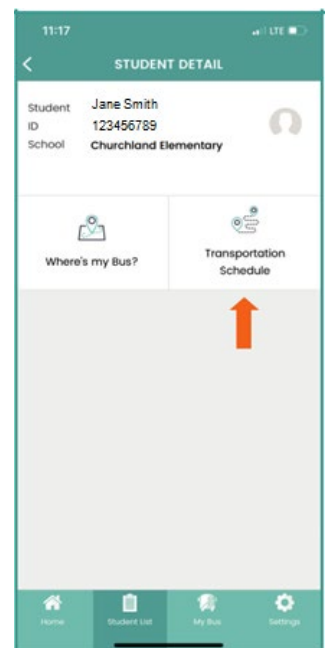 11:17
LTE
STUDENT DETAIL
Student Jane Smith
ID 123456789
School Churchland Elementary
Where's my Bus?
Transportation
Schedule
Home Student List My Bus Settings